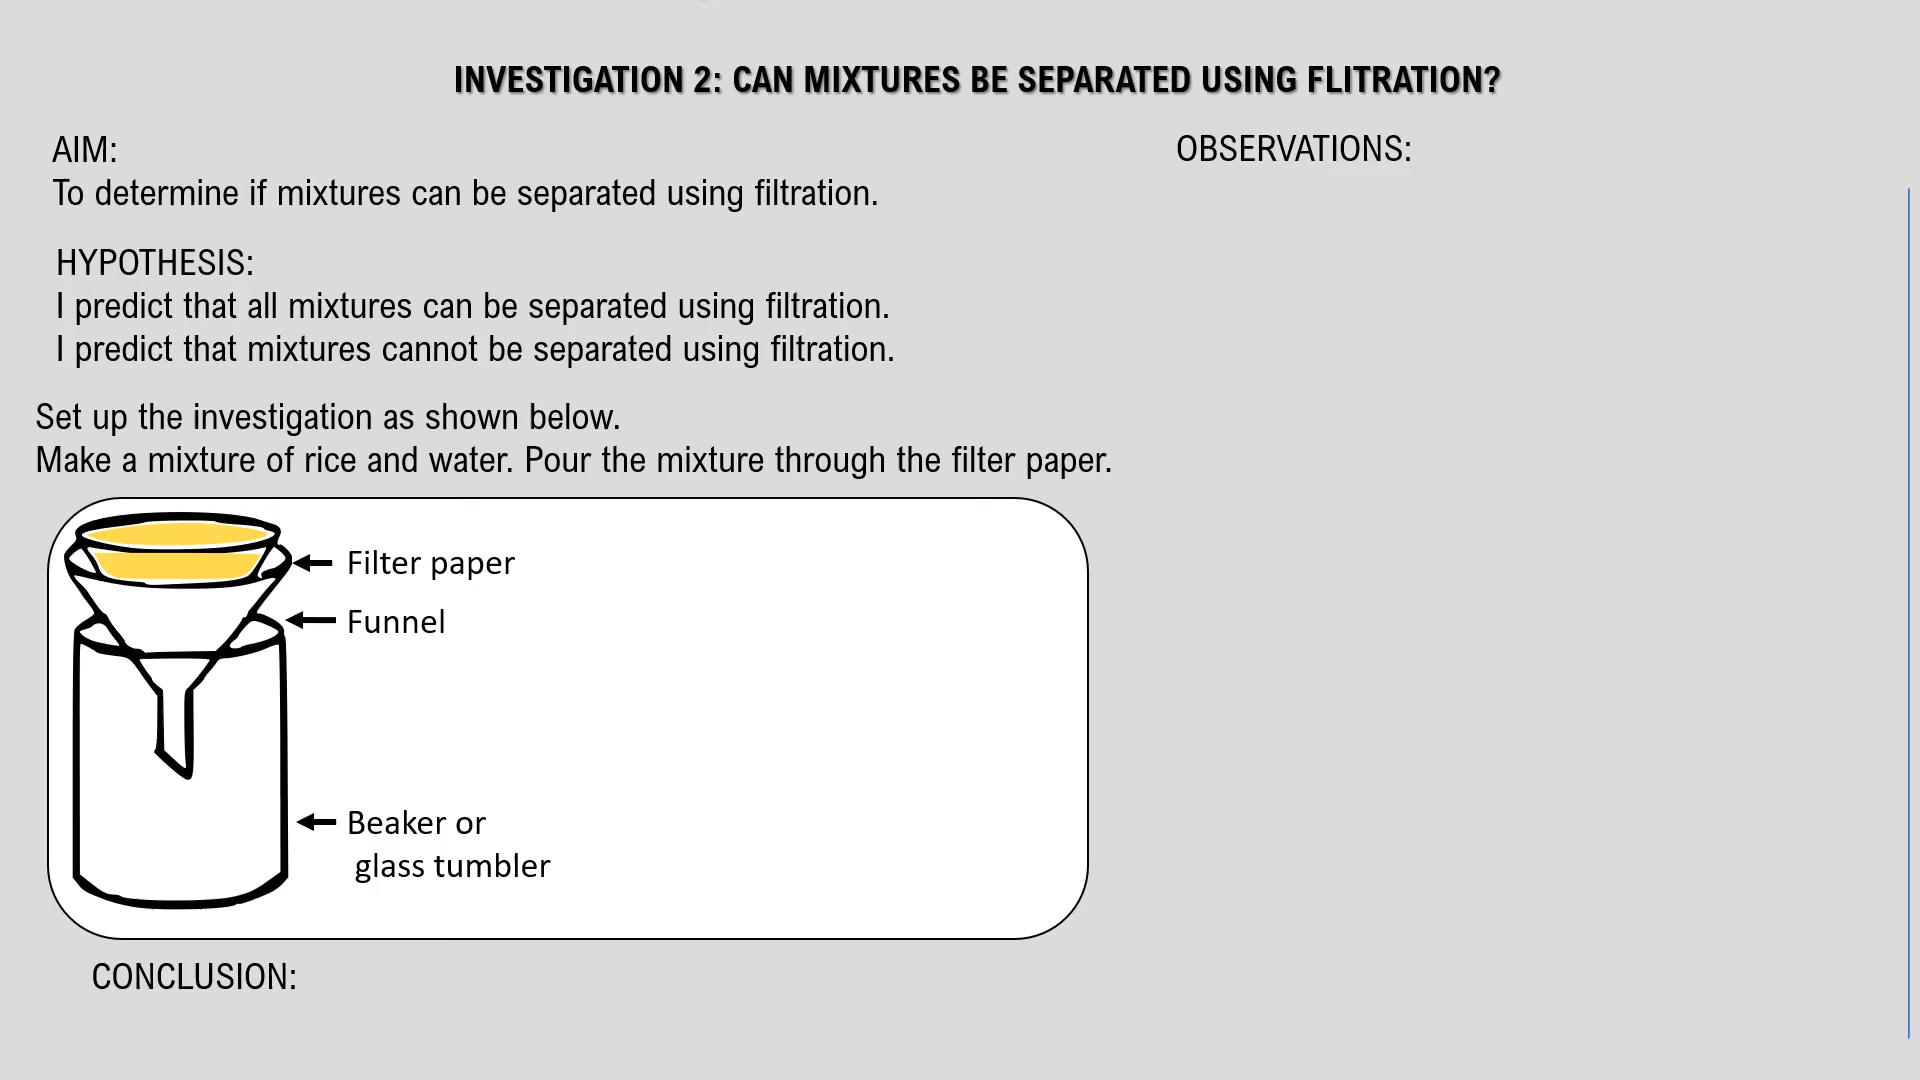 INVESTIGATION 2: CAN MIXTURES BE SEPARATED USING FLITRATION?
AIM:
To determine if mixtures can be separated using filtration.
HYPOTHESIS:
I predict that all mixtures can be separated using filtration.
I predict that mixtures cannot be separated using filtration.
Set up the investigation as shown below.
Make a mixture of rice and water. Pour the mixture through the filter paper.
Filter paper
Funnel
Beaker or
glass tumbler
CONCLUSION:
OBSERVATIONS: